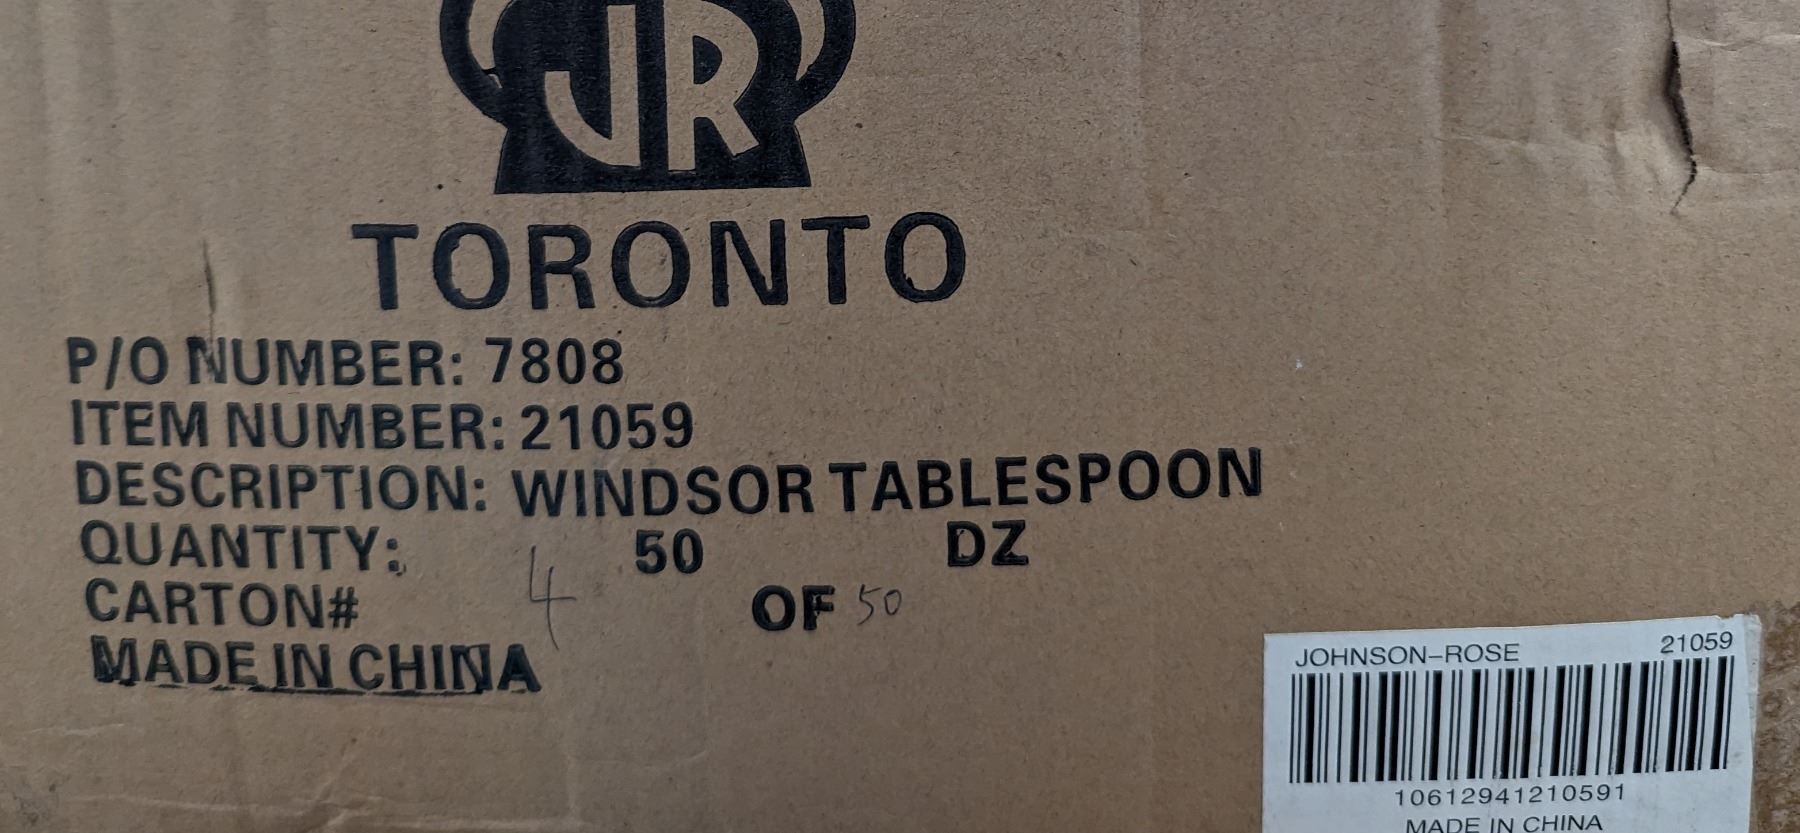 JR
TORONTO
P/O NUMBER: 7808
ITEM NUMBER: 21059
DESCRIPTION: WINDSOR TABLESPOON
QUANTITY: 50 DZ
CARTON# 4 OF 50
MADE IN CHINA
JOHNSON-ROSE 21059
10612941210591
MADE IN CHINA